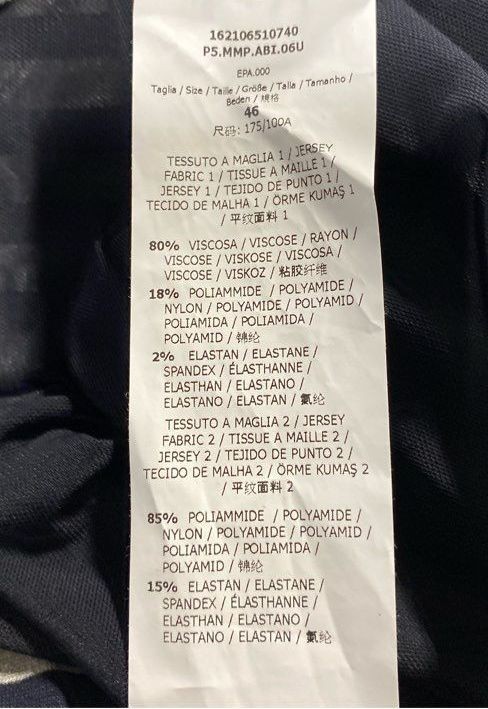 162106510740
P5.MMP.ABI.06U
EPA.000
Taglia / Size / Taille / Größe / Talla / Tamanho /
Beden / 規格
46
尺码: 175/100A
TESSUTO A MAGLIA 1 / JERSEY
FABRIC 1 / TISSUE A MAILLE 1 /
JERSEY 1 / TEJIDO DE PUNTO 1 /
TECIDO DE MALHA 1 / ÖRME KUMAŞ 1
/ 平纹面料 1
80% VISCOSA / VISCOSE / RAYON /
VISCOSE / VISKOSE / VISCOSA /
VISCOSE / VISKOZ / 粘胶纤维
18% POLIAMMIDE / POLYAMIDE /
NYLON / POLYAMIDE / POLYAMID /
POLIAMIDA / POLIAMIDA /
POLYAMID / 锦纶
2% ELASTAN / ELASTANE /
SPANDEX / ÉLASTHANNE /
ELASTHAN / ELASTANO /
ELASTANO / ELASTAN / 氨纶
TESSUTO A MAGLIA 2 / JERSEY
FABRIC 2 / TISSUE A MAILLE 2 /
JERSEY 2 / TEJIDO DE PUNTO 2 /
TECIDO DE MALHA 2 / ÖRME KUMAŞ 2
/ 平纹面料 2
85% POLIAMMIDE / POLYAMIDE /
NYLON / POLYAMIDE / POLYAMID /
POLIAMIDA / POLIAMIDA /
POLYAMID / 锦纶
15% ELASTAN / ELASTANE /
SPANDEX / ÉLASTHANNE /
ELASTHAN / ELASTANO /
ELASTANO / ELASTAN / 氨纶